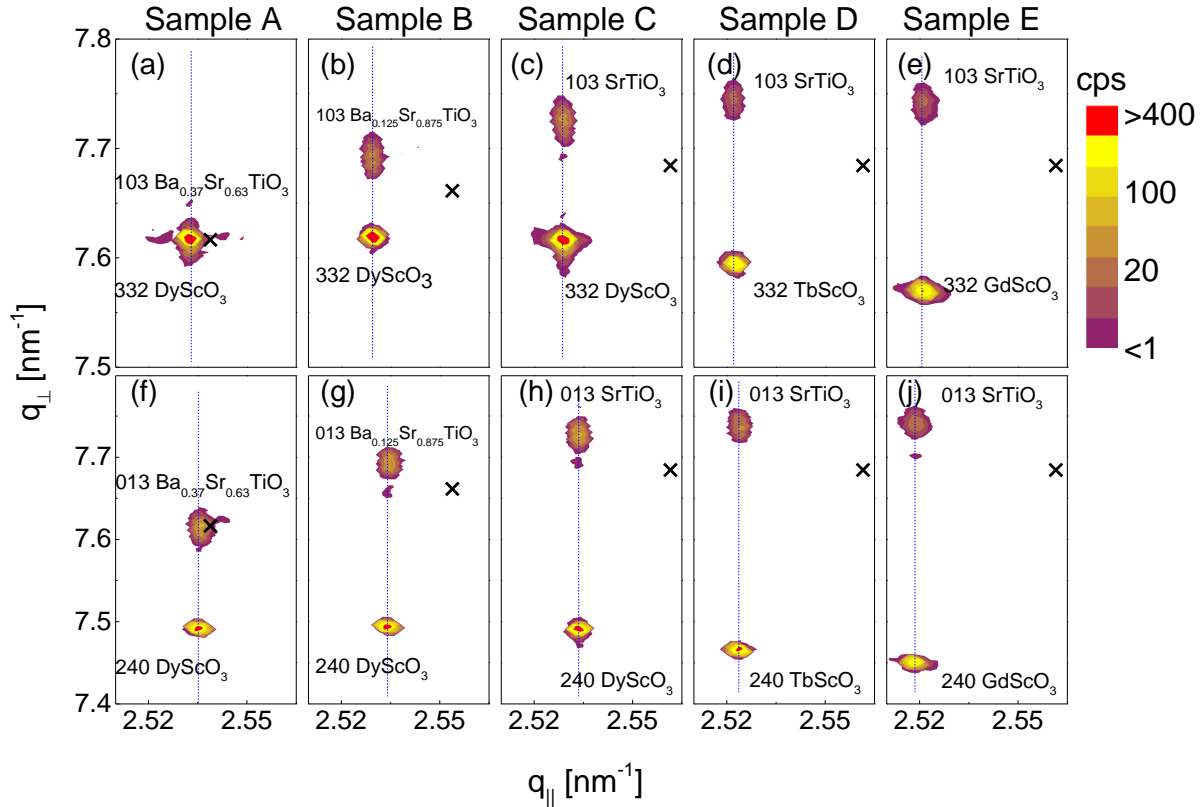 Sample A Sample B Sample C Sample D Sample E
7.8
(a) (b) (c) (d) (e)
103 SrTiO₃ 103 SrTiO₃ 103 SrTiO₃
cps
>400
103 Ba₀.₁₂₅Sr₀.₈₇₅TiO₃
7.7
100
103 Ba₀.₃₇Sr₀.₆₃TiO₃
7.6
20
332 DyScO₃ 332 DyScO3 332 DyScO₃ 332 TbScO₃ 332 GdScO₃
<1
7.5
q⊥ [nm⁻¹]
(f) (g) (h) (i) (j)
013 SrTiO₃ 013 SrTiO₃ 013 SrTiO₃
013 Ba₀.₁₂₅Sr₀.₈₇₅TiO₃
7.7
013 Ba₀.₃₇Sr₀.₆₃TiO₃
7.6
7.5
240 DyScO₃ 240 DyScO₃ 240 DyScO₃ 240 TbScO₃ 240 GdScO₃
7.4
2.52 2.55 2.52 2.55 2.52 2.55 2.52 2.55 2.52 2.55
q|| [nm⁻¹]